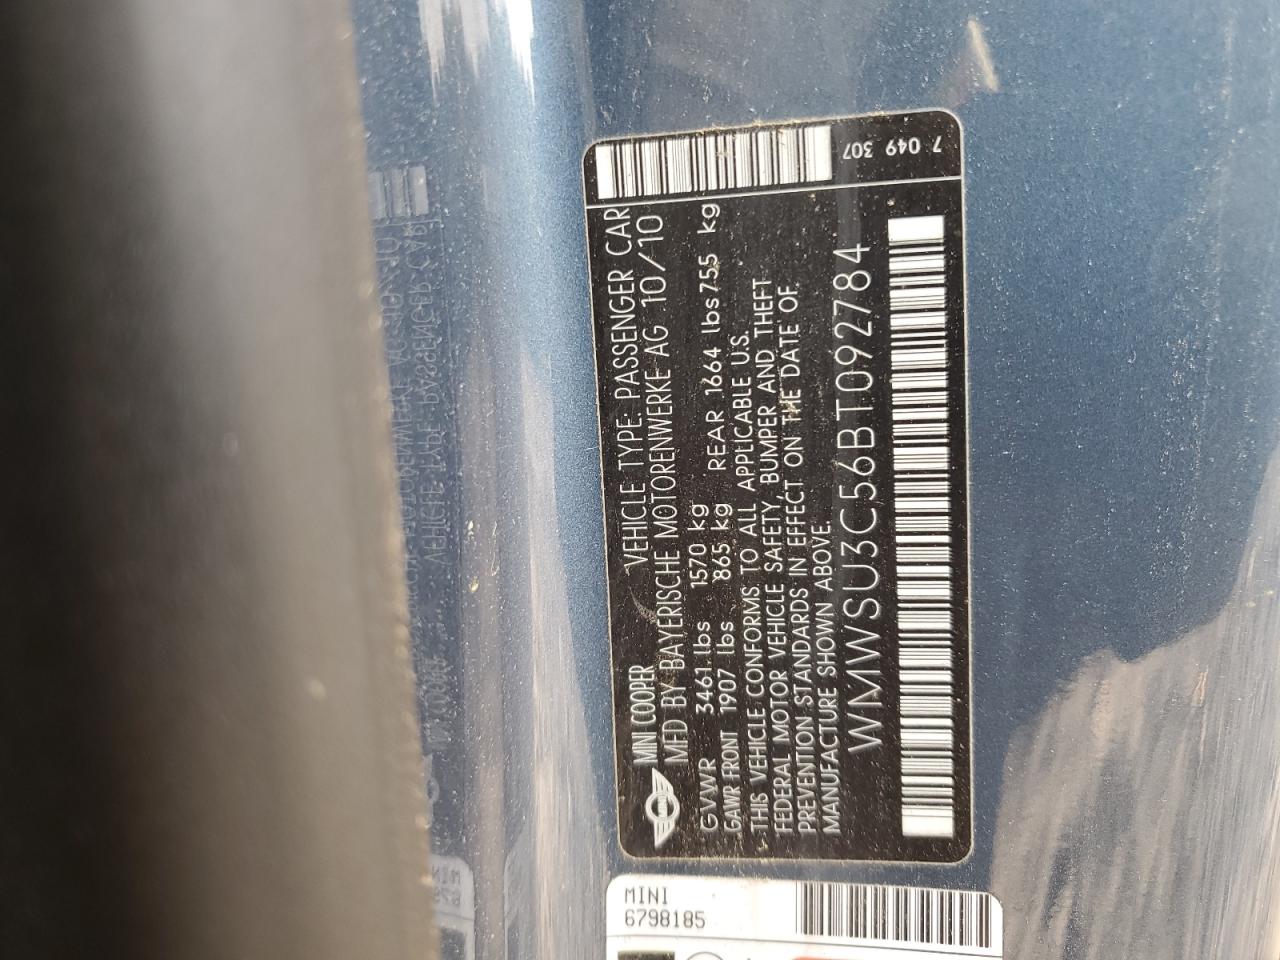 MINI COOPER VEHICLE TYPE: PASSENGER CAR
MFD BY BAYERISCHE MOTORENWERKE AG 10/10
GVWR 3461 lbs 1570 kg
GAWR FRONT 1907 lbs 865 kg REAR 1664 lbs 755 kg
THIS VEHICLE CONFORMS TO ALL APPLICABLE U.S.
FEDERAL MOTOR VEHICLE SAFETY, BUMPER AND THEFT
PREVENTION STANDARDS IN EFFECT ON THE DATE OF
MANUFACTURE SHOWN ABOVE.
WMWSU3C56BT092784
7 049 307
MINI
6798185